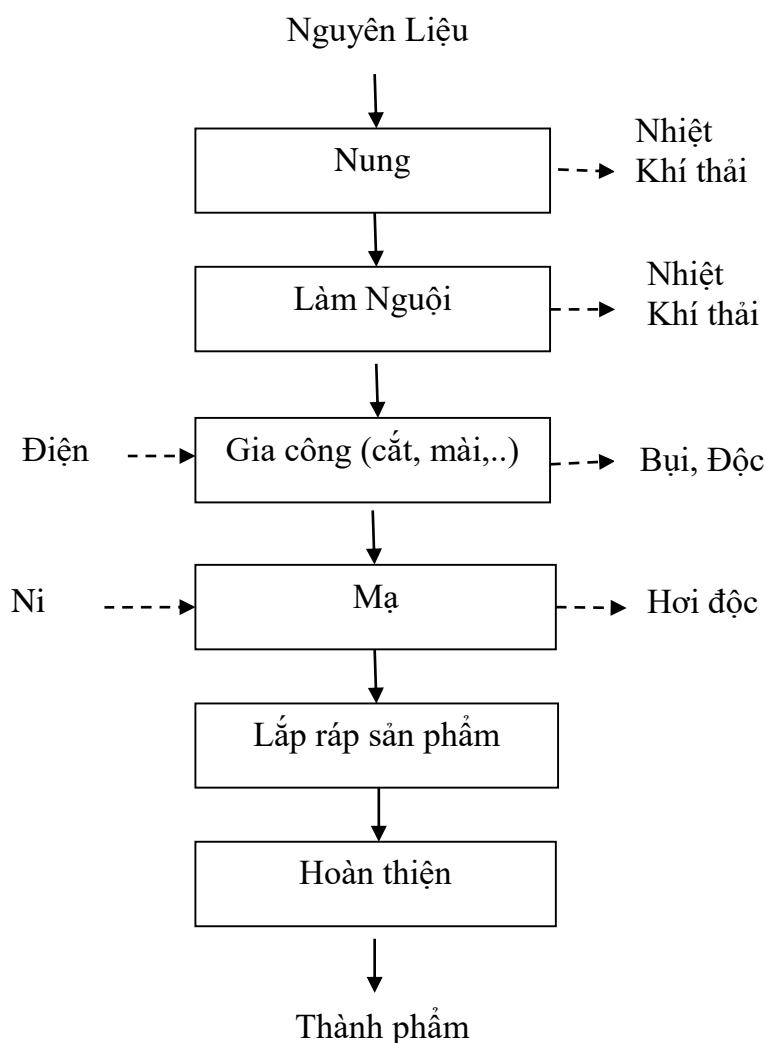 Nguyên Liệu
Nung
Nhiệt
Khí thải
Làm Nguội
Nhiệt
Khí thải
Điện
Gia công (cắt, mài,..)
Bụi, Độc
Ni
Mạ
Hơi độc
Lắp ráp sản phẩm
Hoàn thiện
Thành phẩm